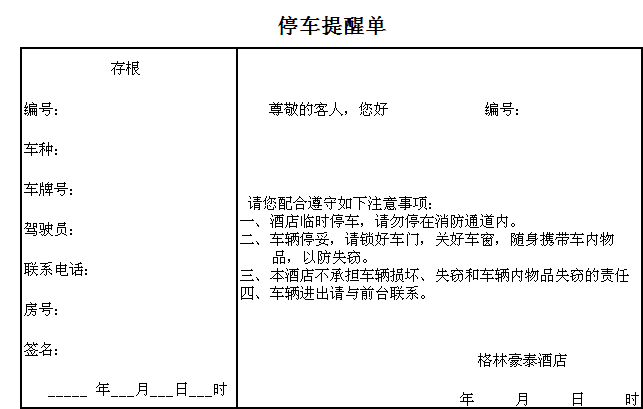 停车提醒单
存根
编号：
车种：
车牌号：
驾驶员：
联系电话：
房号：
签名：
_____ 年___月___日___时
尊敬的客人，您好 编号：
请您配合遵守如下注意事项：
一、酒店临时停车，请勿停在消防通道内。
二、车辆停妥，请锁好车门，关好车窗，随身携带车内物
品，以防失窃。
三、本酒店不承担车辆损坏、失窃和车辆内物品失窃的责任
四、车辆进出请与前台联系。
格林豪泰酒店
年 月 日 时